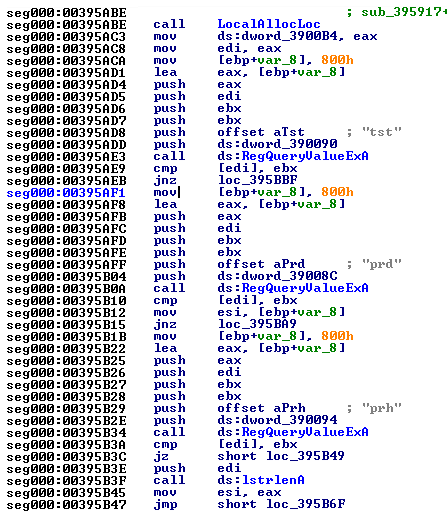 seg000:00395ABE ; sub_395917+
seg000:00395ABE call LocalAllocLoc
seg000:00395AC3 mov ds:dword_3900B4, eax
seg000:00395AC8 mov edi, eax
seg000:00395ACA mov [ebp+var_8], 800h
seg000:00395AD1 lea eax, [ebp+var_8]
seg000:00395AD4 push eax
seg000:00395AD5 push edi
seg000:00395AD6 push ebx
seg000:00395AD7 push ebx
seg000:00395AD8 push offset aTst ; "tst"
seg000:00395ADD push ds:dword_390090
seg000:00395AE3 call ds:RegQueryValueExA
seg000:00395AE9 cmp [edi], ebx
seg000:00395AEB jnz loc_395BBF
seg000:00395AF1 mov [ebp+var_8], 800h
seg000:00395AF8 lea eax, [ebp+var_8]
seg000:00395AFB push eax
seg000:00395AFC push edi
seg000:00395AFD push ebx
seg000:00395AFE push ebx
seg000:00395AFF push offset aPrd ; "prd"
seg000:00395B04 push ds:dword_39008C
seg000:00395B0A call ds:RegQueryValueExA
seg000:00395B10 cmp [edi], ebx
seg000:00395B12 mov esi, [ebp+var_8]
seg000:00395B15 jnz loc_395BA9
seg000:00395B1B mov [ebp+var_8], 800h
seg000:00395B22 lea eax, [ebp+var_8]
seg000:00395B25 push eax
seg000:00395B26 push edi
seg000:00395B27 push ebx
seg000:00395B28 push ebx
seg000:00395B29 push offset aPrh ; "prh"
seg000:00395B2E push ds:dword_390094
seg000:00395B34 call ds:RegQueryValueExA
seg000:00395B3A cmp [edi], ebx
seg000:00395B3C jz short loc_395B49
seg000:00395B3E push edi
seg000:00395B3F call ds:lstrlenA
seg000:00395B45 mov esi, eax
seg000:00395B47 jmp short loc_395B6F